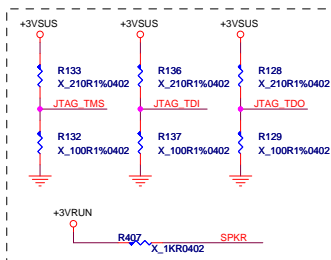 +3VSUS +3VSUS +3VSUS
R133 R136 R128
X_210R1%0402 X_210R1%0402 X_210R1%0402
JTAG_TMS JTAG_TDI JTAG_TDO
R132 R137 R129
X_100R1%0402 X_100R1%0402 X_100R1%0402
+3VRUN
R407 SPKR
X_1KR0402